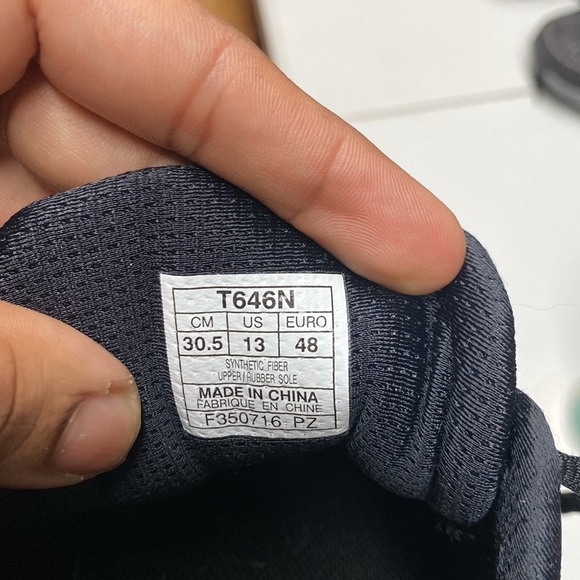 T646N
CM US EURO
30.5 13 48
SYNTHETIC FIBER
UPPER/RUBBER SOLE
MADE IN CHINA
FABRIQUE EN CHINE
F350716 PZ